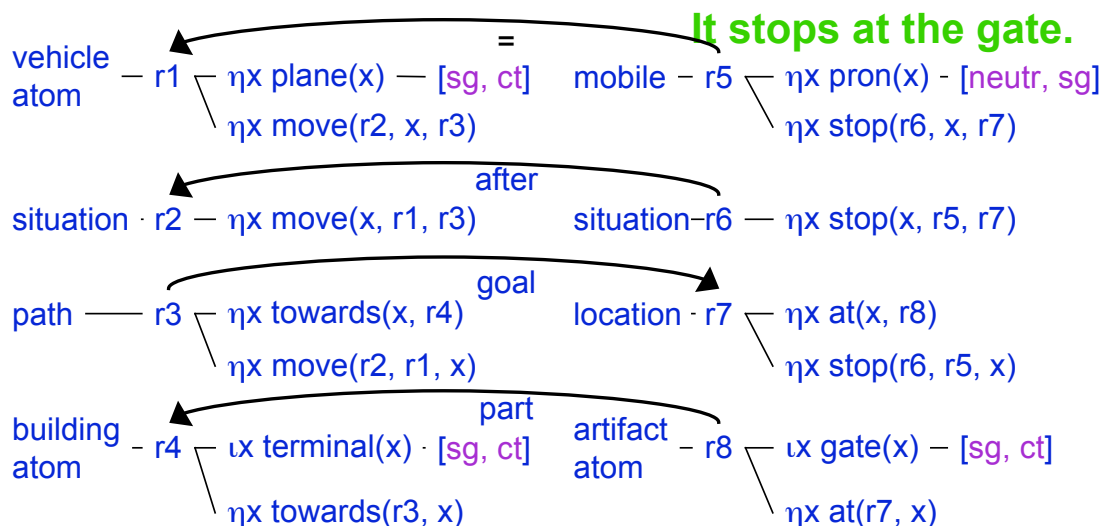 It stops at the gate.
=
vehicle atom r1 ηx plane(x) [sg, ct] mobile r5 ηx pron(x) [neutr, sg]
ηx move(r2, x, r3) ηx stop(r6, x, r7)
after
situation r2 ηx move(x, r1, r3) situation r6 ηx stop(x, r5, r7)
goal
path r3 ηx towards(x, r4) location r7 ηx at(x, r8)
ηx move(r2, r1, x) ηx stop(r6, r5, x)
part
building atom r4 ιx terminal(x) [sg, ct] artifact atom r8 ιx gate(x) [sg, ct]
ηx towards(r3, x) ηx at(r7, x)